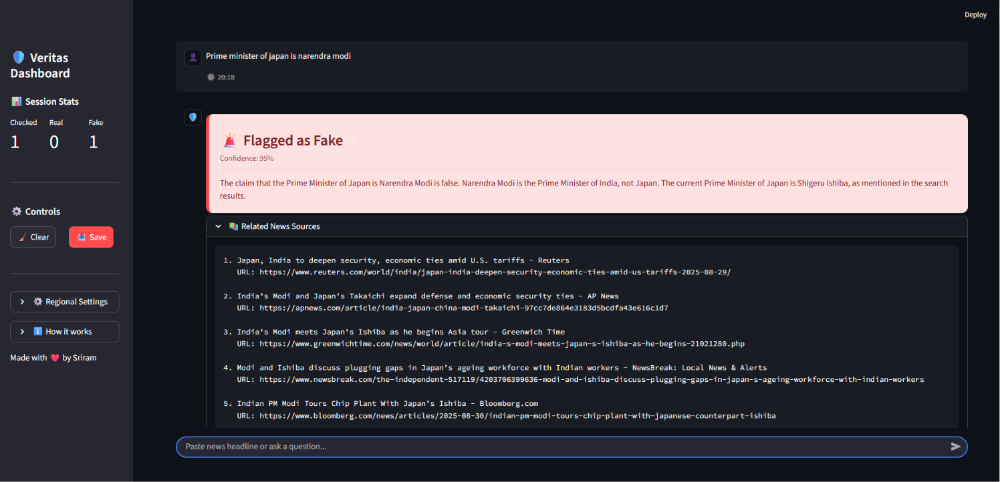 Deploy
Veritas
Dashboard
Session Stats
Checked Real Fake
1 0 1
Controls
Clear Save
Regional Settings
How it works
Made with ❤️ by Sriram
Prime minister of japan is narendra modi
20:18
Flagged as Fake
Confidence: 95%
The claim that the Prime Minister of Japan is Narendra Modi is false. Narendra Modi is the Prime Minister of India, not Japan. The current Prime Minister of Japan is Shigeru Ishiba, as mentioned in the search
results.
Related News Sources
1. Japan, India to deepen security, economic ties amid U.S. tariffs - Reuters
URL: https://www.reuters.com/world/india/japan-india-deepen-security-economic-ties-amid-us-tariffs-2025-08-29/
2. India’s Modi and Japan’s Takaichi expand defense and economic security ties - AP News
URL: https://apnews.com/article/india-japan-china-modi-takaichi-97cc7de864e3183d5bcdfa43e616c1d7
3. India's Modi meets Japan's Ishiba as he begins Asia tour - Greenwich Time
URL: https://www.greenwichtime.com/news/world/article/india-s-modi-meets-japan-s-ishiba-as-he-begins-21021280.php
4. Modi and Ishiba discuss plugging gaps in Japan’s ageing workforce with Indian workers - NewsBreak: Local News & Alerts
URL: https://www.newsbreak.com/the-independent-517119/4203706399636-modi-and-ishiba-discuss-plugging-gaps-in-japan-s-ageing-workforce-with-indian-workers
5. Indian PM Modi Tours Chip Plant With Japan’s Ishiba - Bloomberg.com
URL: https://www.bloomberg.com/news/articles/2025-08-30/indian-pm-modi-tours-chip-plant-with-japanese-counterpart-ishiba
Paste news headline or ask a question...